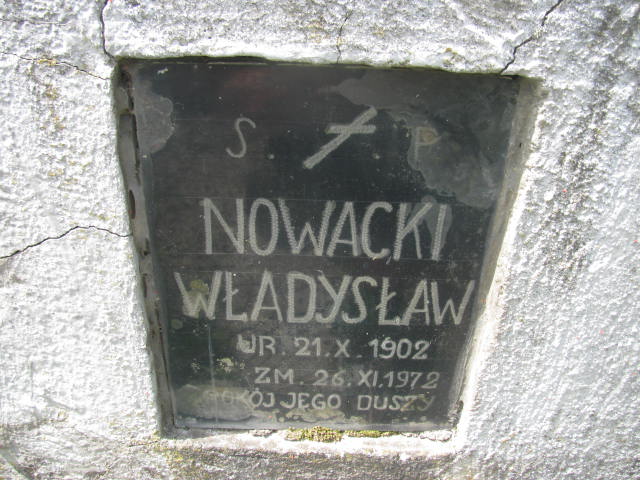 S P
NOWACKI
WŁADYSŁAW
UR. 21. X. 1902
ZM. 26. XI. 1972
POKÓJ JEGO DUSZY